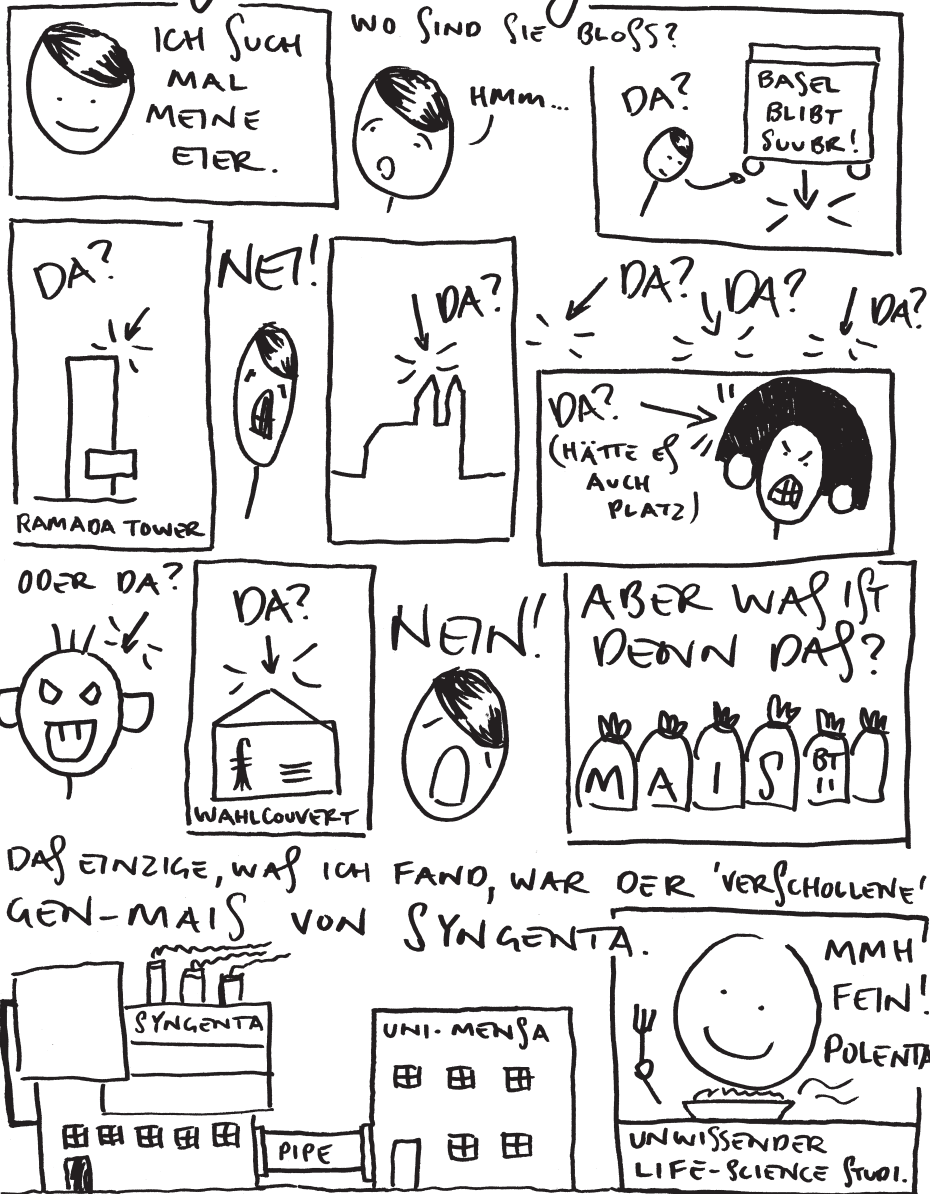 ICH SUCH
MAL
MEINE
EIER.
WO SIND SIE BLOSS?
HMM...
DA?
BASEL
BLIBT
SUUBR!
DA?
RAMADA TOWER
NEI!
DA?
DA?
DA?
DA?
DA?
(HÄTTE ES
AUCH
PLATZ)
ODER DA?
DA?
WAHLCOUVERT
NEIN!!
ABER WAS IST
DENN DAS?
M A I S BT
11
DAS EINZIGE, WAS ICH FAND, WAR DER 'VERSCHOLLENE'
GEN-MAIS VON SYNGENTA.
SYNGENTA
PIPE
UNI-MENSA
MMH
FEIN!
POLENTA
UNWISSENDER
LIFE-SCIENCE STUDI.